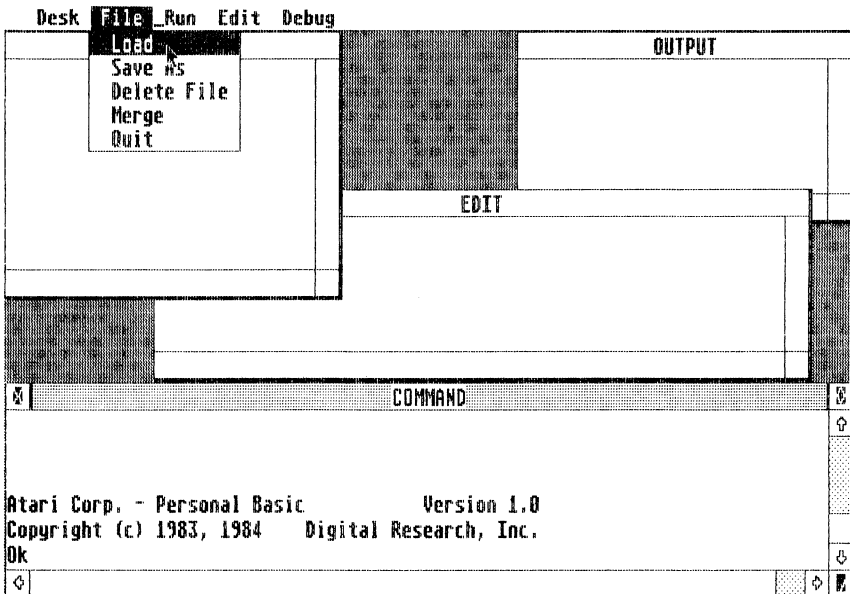 Desk File Run Edit Debug
Load
Save As
Delete File
Merge
Quit
OUTPUT
EDIT
COMMAND
Atari Corp. - Personal Basic Version 1.0
Copyright (c) 1983, 1984 Digital Research, Inc.
Ok